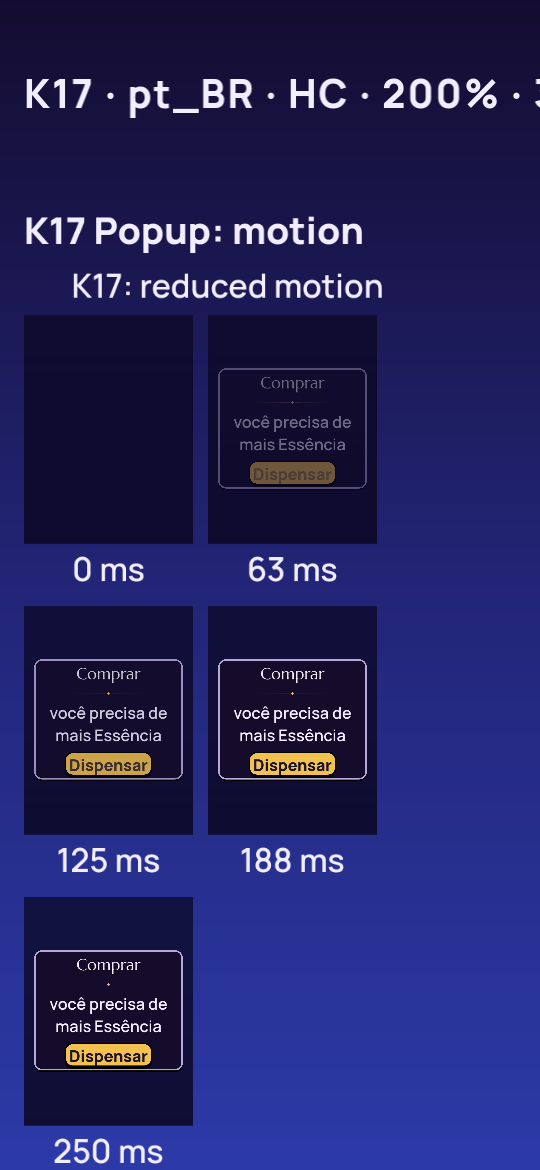 K17 · pt_BR · HC · 200% ·
K17 Popup: motion
K17: reduced motion
Comprar
você precisa de
mais Essência
Dispensar
0 ms
63 ms
Comprar
você precisa de
mais Essência
Dispensar
Comprar
você precisa de
mais Essência
Dispensar
125 ms
188 ms
Comprar
você precisa de
mais Essência
Dispensar
250 ms